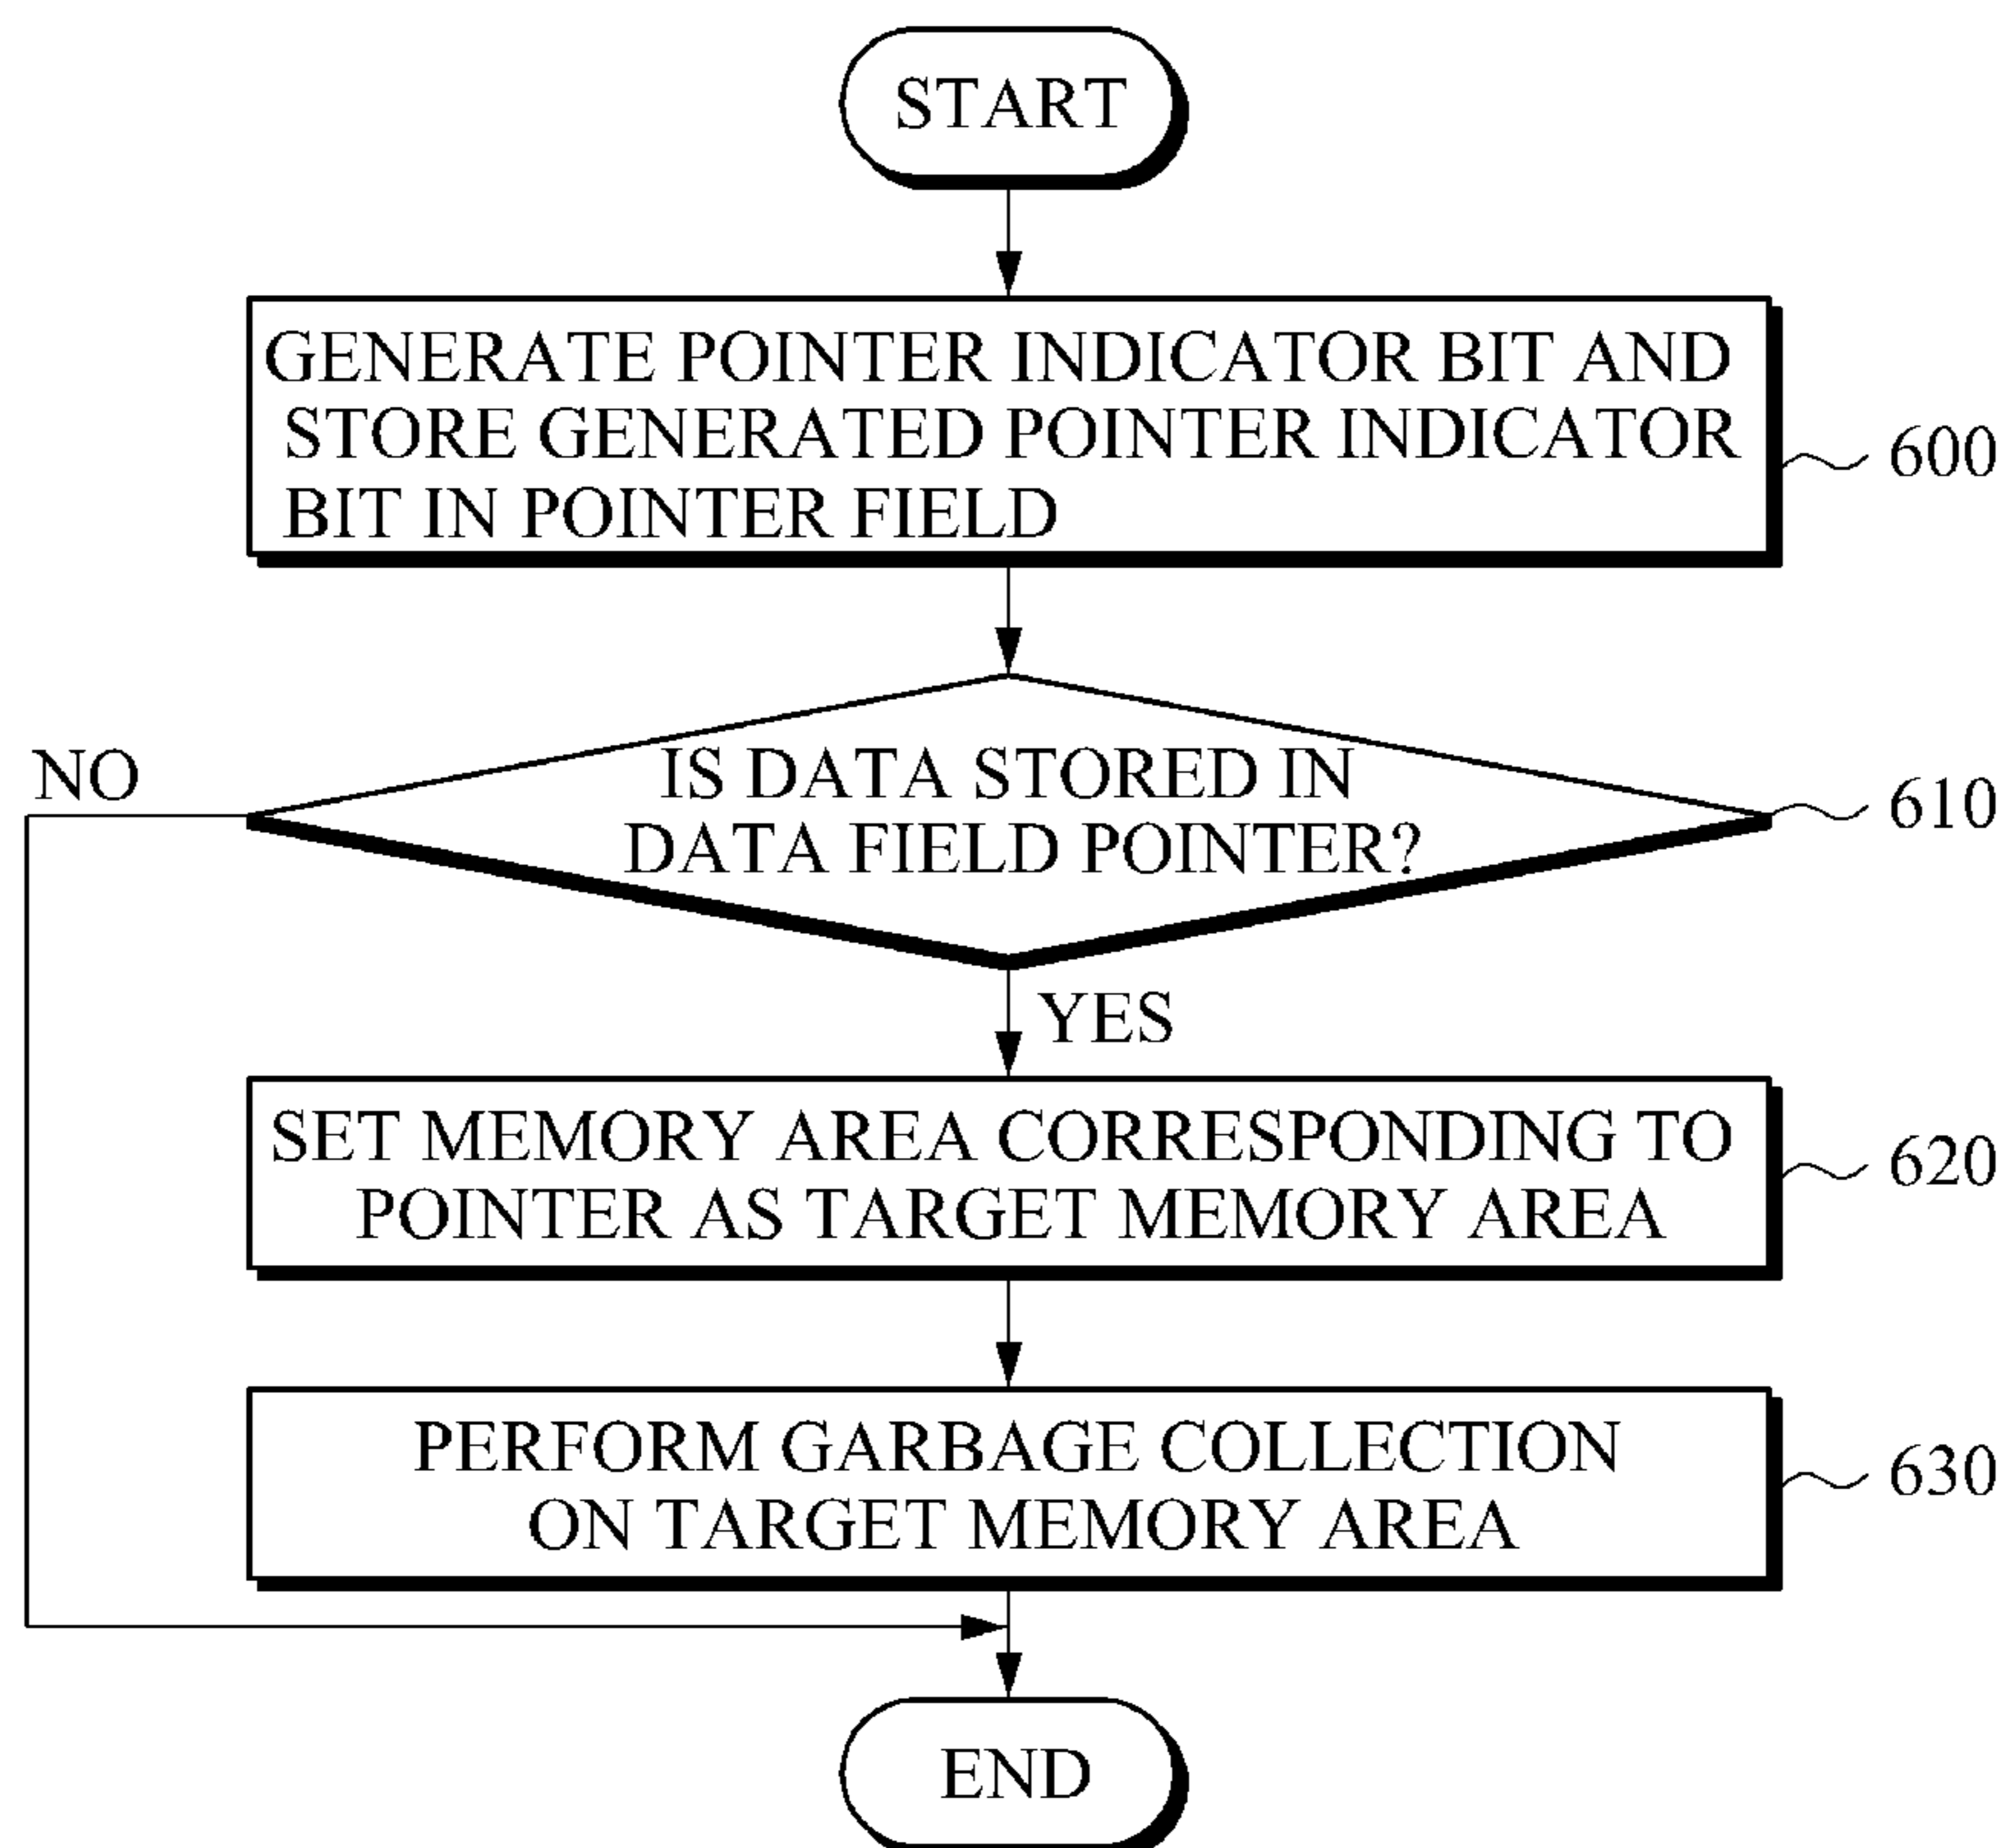 START
GENERATE POINTER INDICATOR BIT AND
STORE GENERATED POINTER INDICATOR
BIT IN POINTER FIELD
600
NO
IS DATA STORED IN
DATA FIELD POINTER?
610
YES
SET MEMORY AREA CORRESPONDING TO
POINTER AS TARGET MEMORY AREA
620
PERFORM GARBAGE COLLECTION
ON TARGET MEMORY AREA
630
END